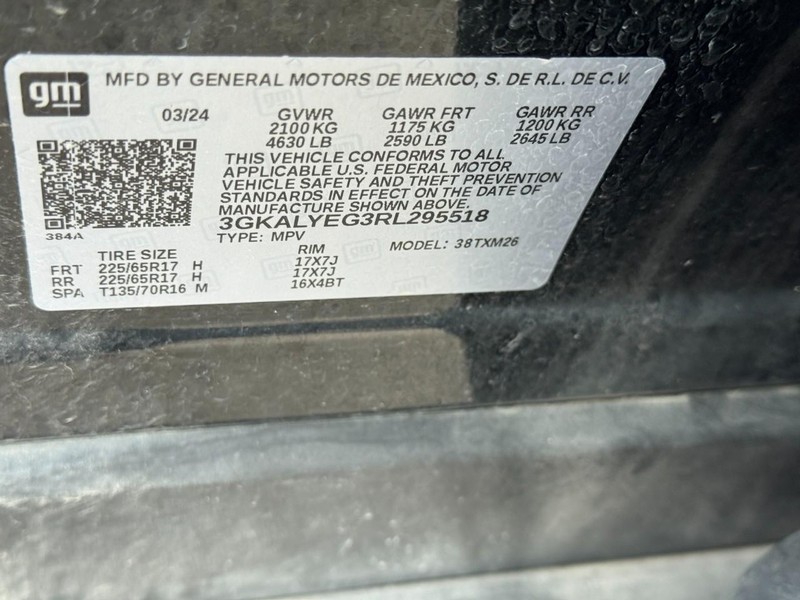 gm MFD BY GENERAL MOTORS DE MEXICO, S. DE R.L. DE C.V.
03/24 GVWR GAWR FRT GAWR RR
2100 KG 1175 KG 1200 KG
4630 LB 2590 LB 2645 LB
THIS VEHICLE CONFORMS TO ALL
APPLICABLE U.S. FEDERAL MOTOR
VEHICLE SAFETY AND THEFT PREVENTION
STANDARDS IN EFFECT ON THE DATE OF
MANUFACTURE SHOWN ABOVE.
3GKALYEG3RL295518
384A
TYPE: MPV MODEL: 38TXM26
TIRE SIZE RIM
FRT 225/65R17 H 17X7J
RR 225/65R17 H 17X7J
SPA T135/70R16 M 16X4BT